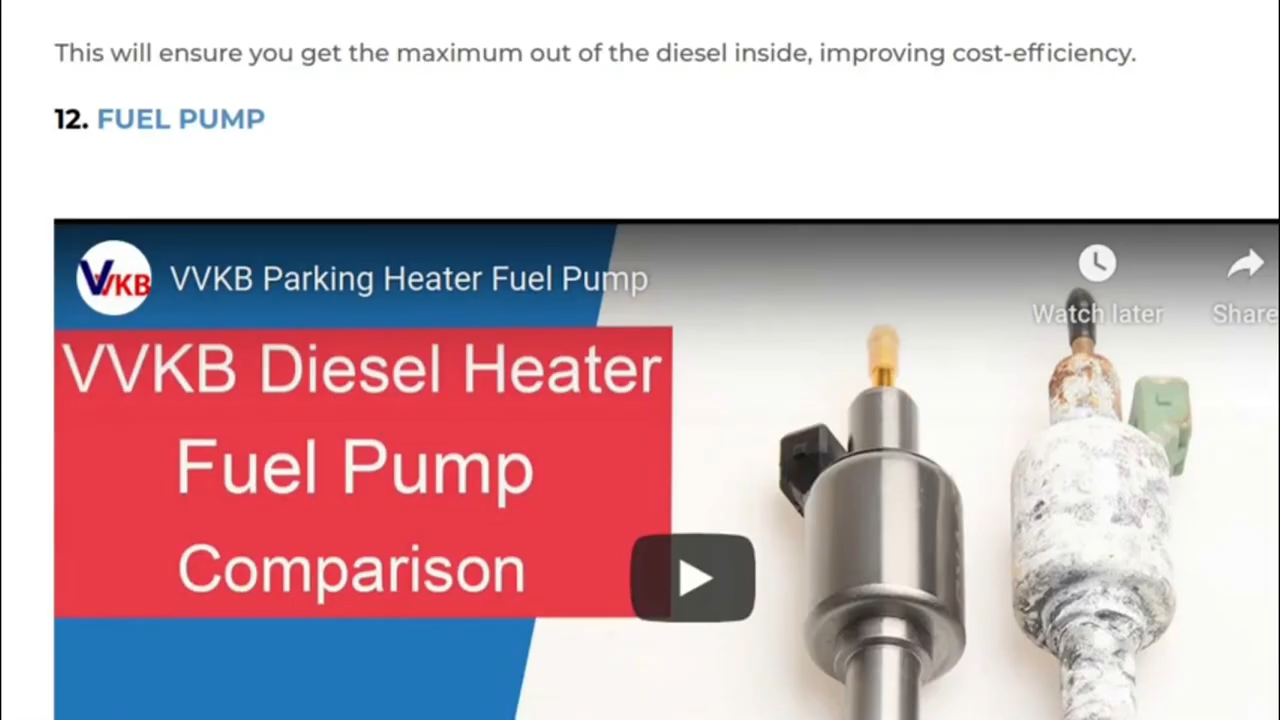 This will ensure you get the maximum out of the diesel inside, improving cost-efficiency.
12. FUEL PUMP
VVKB
VVKB Parking Heater Fuel Pump
Watch later
Share
VVKB Diesel Heater
Fuel Pump
Comparison